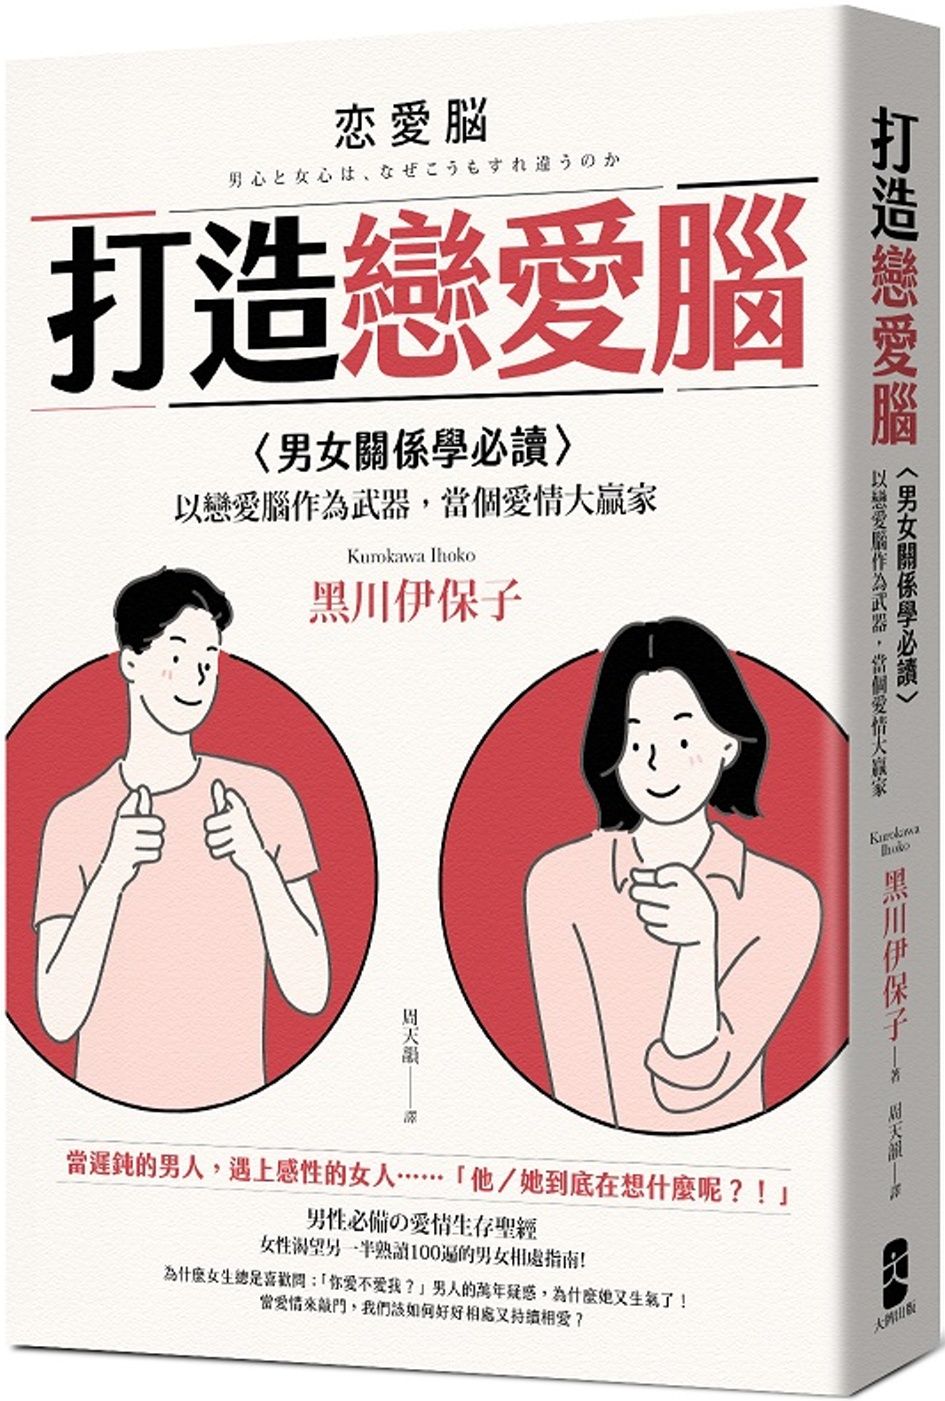 恋愛脳
男心と女心は、なぜこうもすれ違うのか
打造戀愛腦
〈男女關係學必讀〉
以戀愛腦作為武器，當個愛情大贏家
Kurokawa Ihoko
黑川伊保子
周天韻——譯
當遲鈍的男人，遇上感性的女人……「他／她到底在想什麼呢？！」
男性必備の愛情生存聖經
女性渴望另一半熟讀100遍的男女相處指南!
為什麼女生總是喜歡問：「你愛不愛我？」男人的萬年疑惑，為什麼她又生氣了！
當愛情來敲門，我們該如何好好相處又持續相愛？
打造戀愛腦
〈男女關係學必讀〉
以戀愛腦作為武器，當個愛情大贏家
Kurokawa
Ihoko
黑川伊保子——著
周天韻——譯
大牌出版